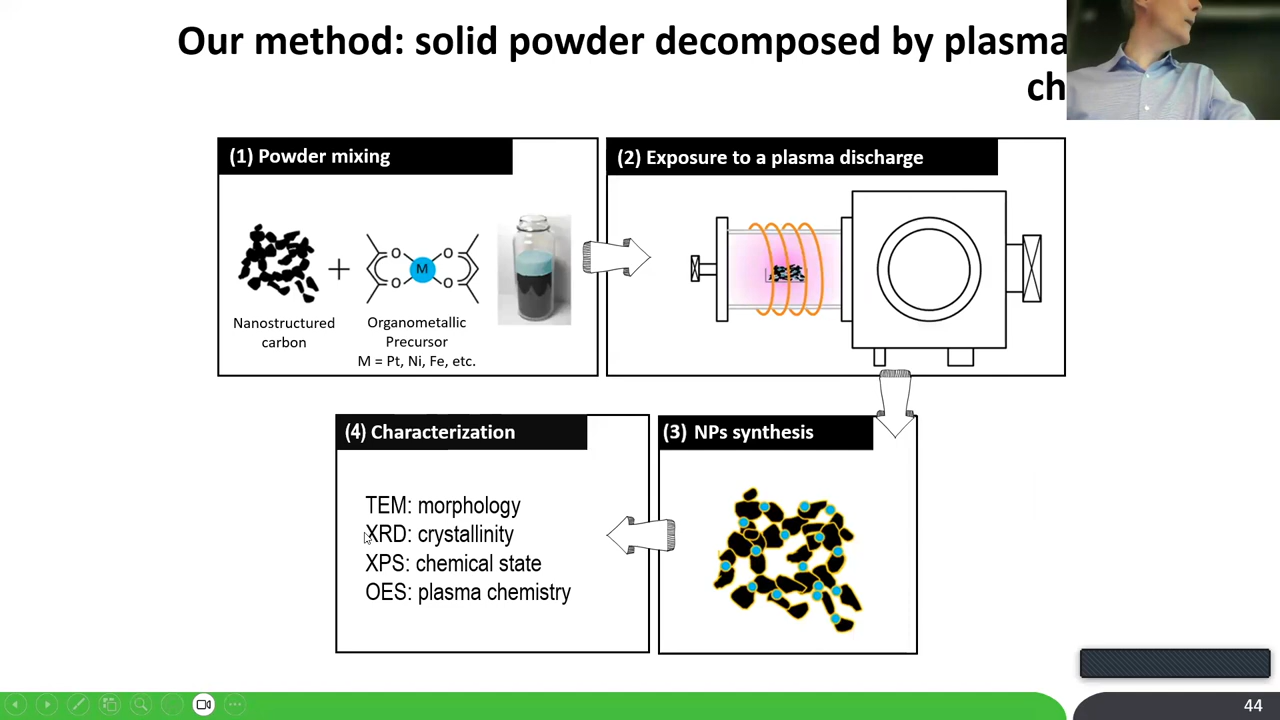 Our method: solid powder decomposed by plasma
ch
(1) Powder mixing
Nanostructured
carbon
+
Organometallic
Precursor
M = Pt, Ni, Fe, etc.
M
O
O
O
O
(2) Exposure to a plasma discharge
(3) NPs synthesis
(4) Characterization
TEM: morphology
XRD: crystallinity
XPS: chemical state
OES: plasma chemistry
44